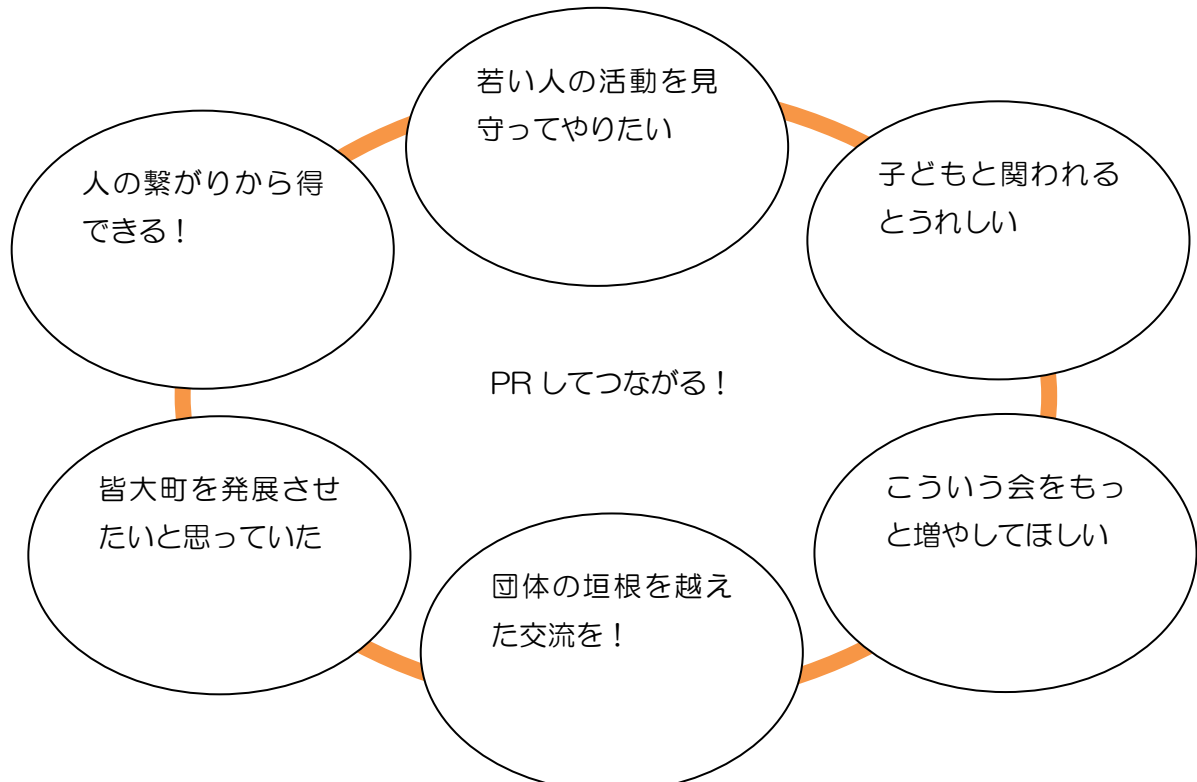 若い人の活動を見
守ってやりたい
人の繋がりから得
できる！
子どもと関われる
とうれしい
PR してつながる！
皆大町を発展させ
たいと思っていた
こういう会をもっ
と増やしてほしい
団体の垣根を越え
た交流を！